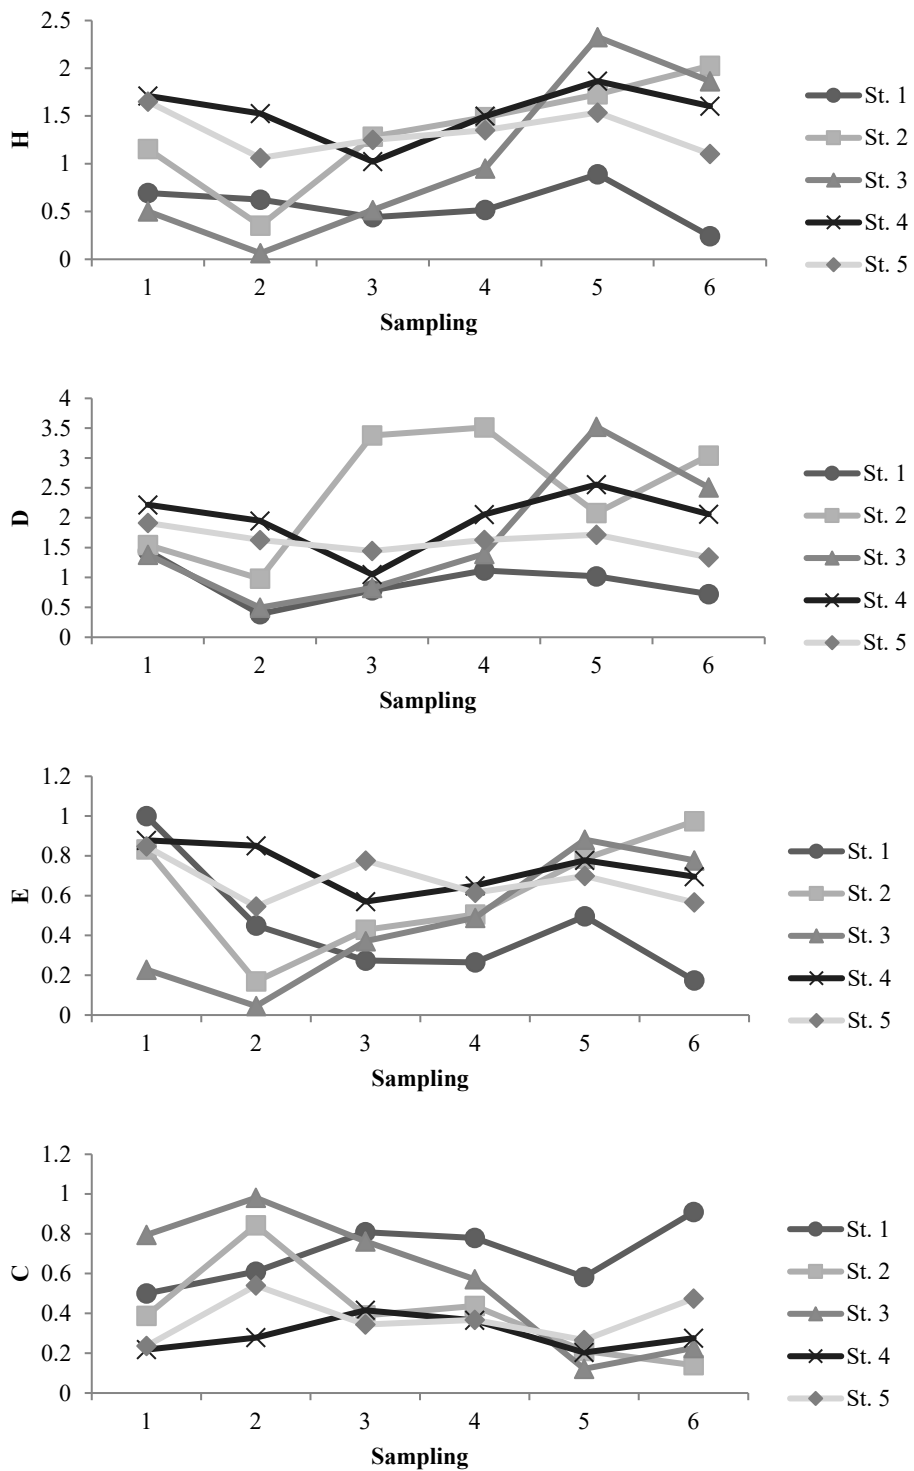 2.5
2
1.5
1
0.5
0
H
1 2 3 4 5 6
Sampling
St. 1
St. 2
St. 3
St. 4
St. 5
4
3.5
3
2.5
2
1.5
1
0.5
0
D
1 2 3 4 5 6
Sampling
St. 1
St. 2
St. 3
St. 4
St. 5
1.2
1
0.8
0.6
0.4
0.2
0
E
1 2 3 4 5 6
Sampling
St. 1
St. 2
St. 3
St. 4
St. 5
1.2
1
0.8
0.6
0.4
0.2
0
C
1 2 3 4 5 6
Sampling
St. 1
St. 2
St. 3
St. 4
St. 5